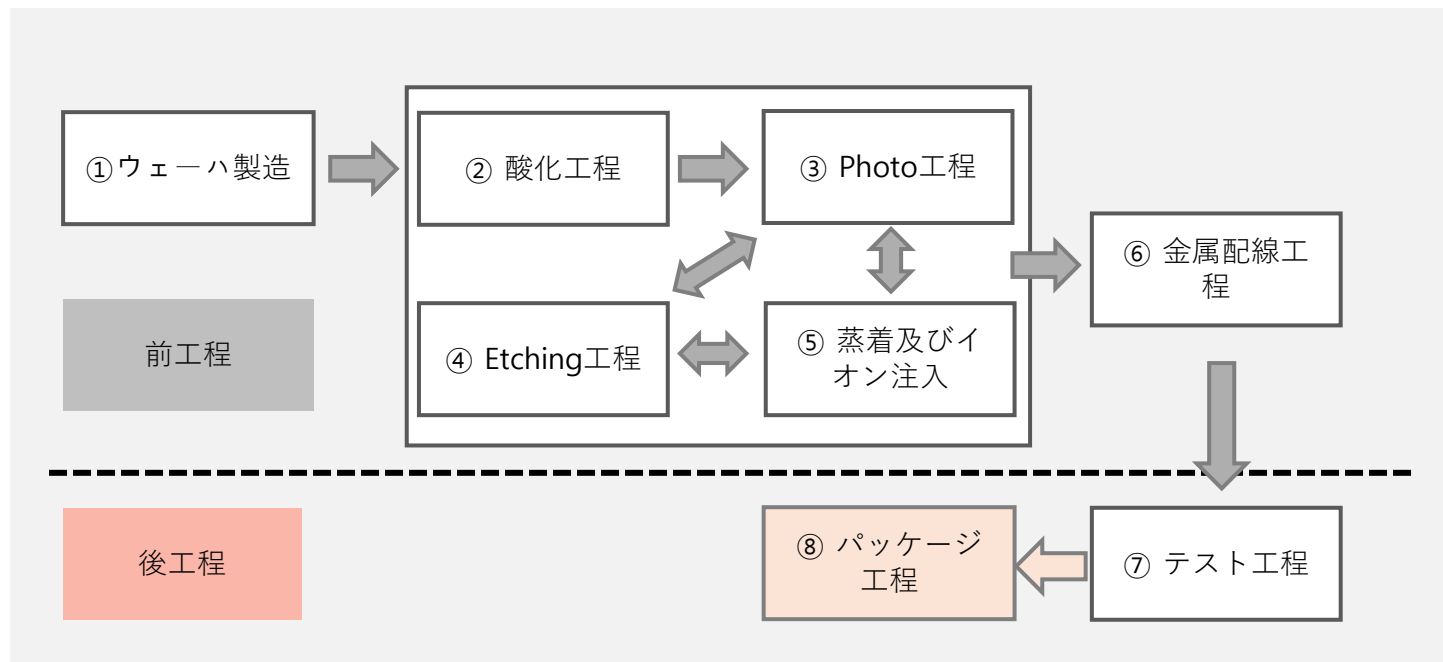 ①ウェーハ製造
② 酸化工程
③ Photo工程
⑥ 金属配線工
程
前工程
④ Etching工程
⑤ 蒸着及びイ
オン注入
後工程
⑧ パッケージ
工程
⑦ テスト工程